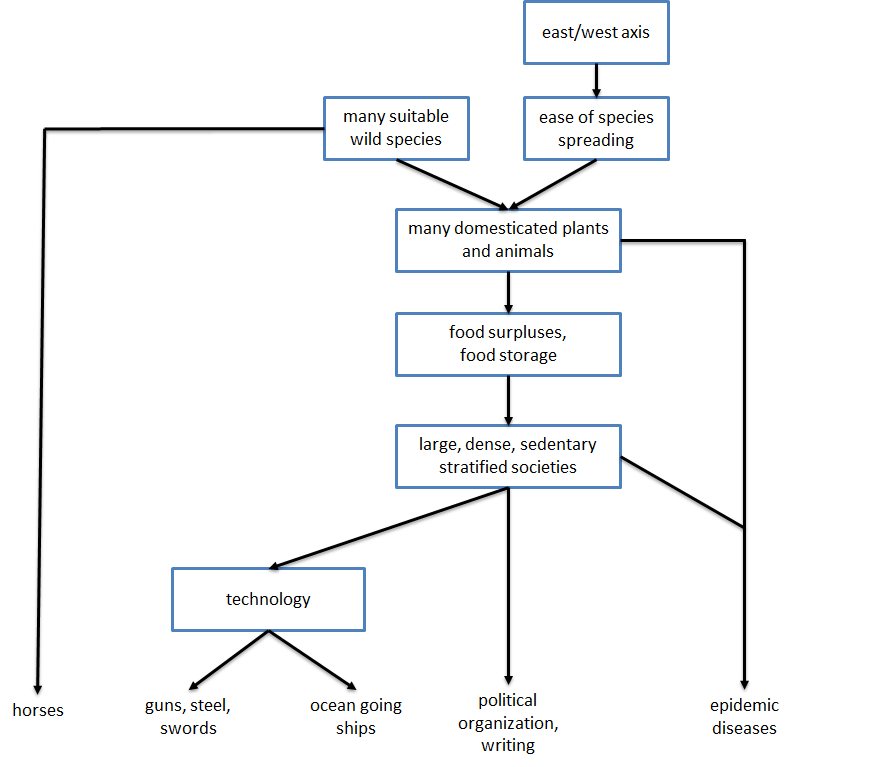 east/west axis
many suitable
wild species
ease of species
spreading
many domesticated plants
and animals
food surpluses,
food storage
large, dense, sedentary
stratified societies
technology
horses
guns, steel,
swords
ocean going
ships
political
organization,
writing
epidemic
diseases